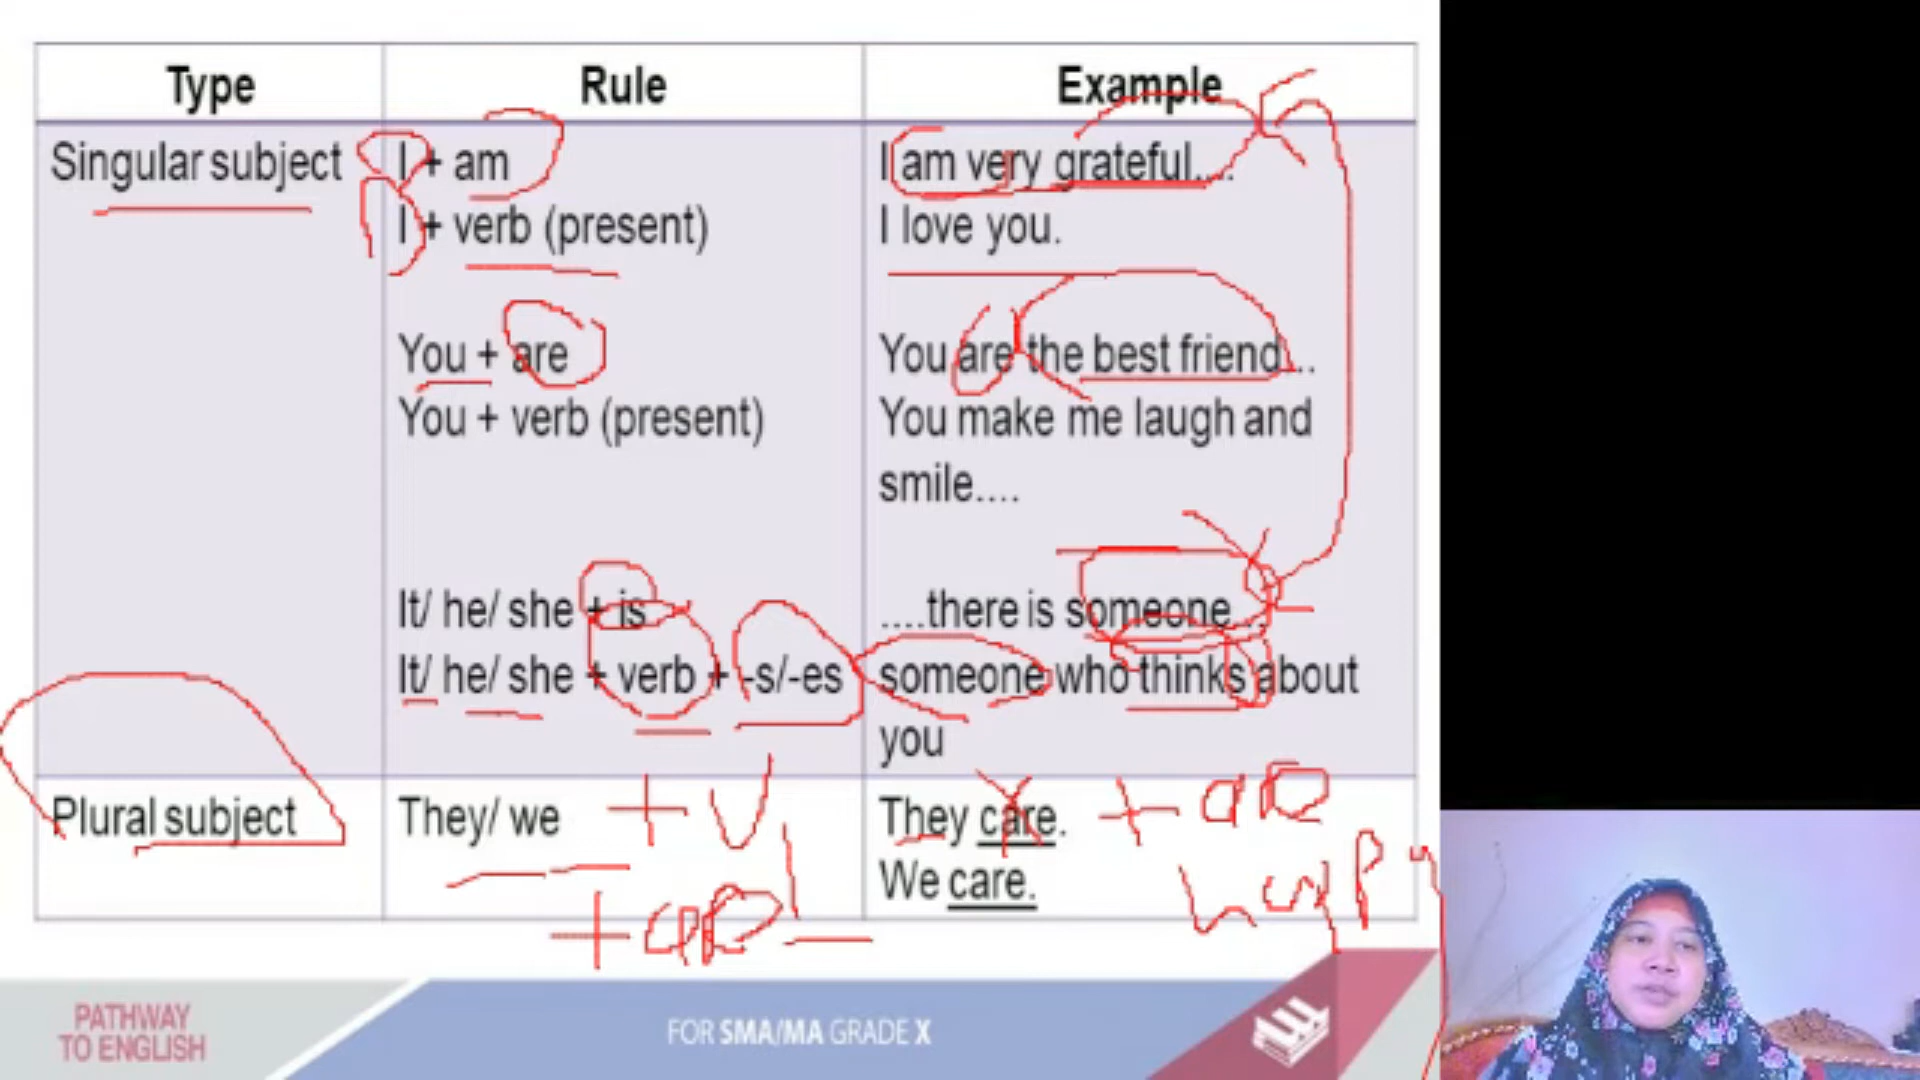 Type Rule Example
Singular subject I + am I am very grateful....
I + verb (present) I love you.
You + are You are the best friend...
You + verb (present) You make me laugh and
smile....
It/ he/ she + is ....there is someone...
It/ he/ she + verb + -s/-es someone who thinks about
you
Plural subject They/ we + V They care. + are
We care. happy
+ are
PATHWAY
TO ENGLISH
FOR SMA/MA GRADE X